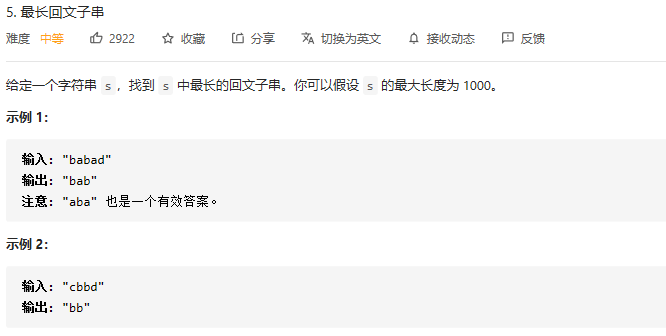 5. 最长回文子串
难度 中等 2922 收藏 分享 切换为英文 接收动态 反馈
给定一个字符串 s，找到 s 中最长的回文子串。你可以假设 s 的最大长度为 1000。
示例 1：
输入: "babad"
输出: "bab"
注意: "aba" 也是一个有效答案。
示例 2：
输入: "cbbd"
输出: "bb"